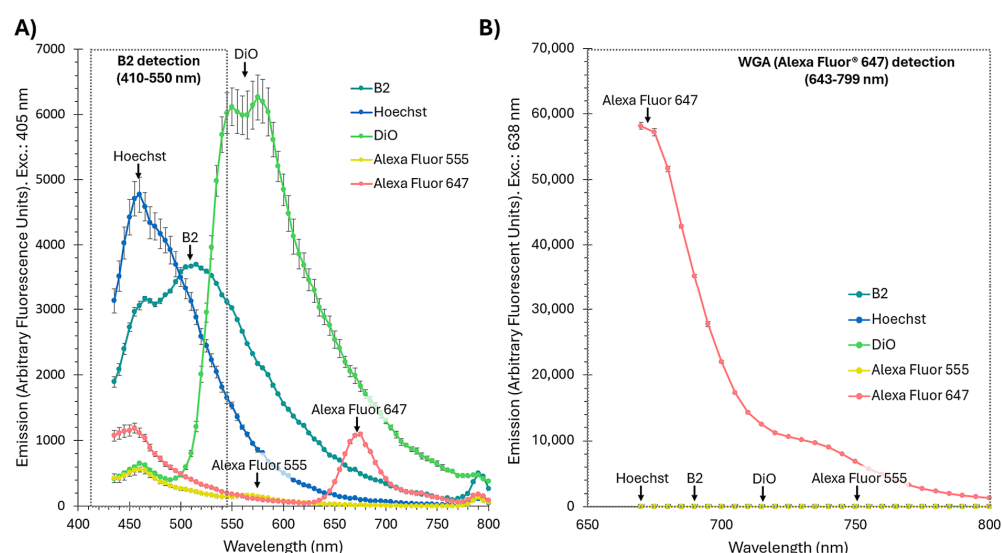 A)
B2 detection
(410-550 nm)
DiO
Hoechst
B2
B2
Hoechst
DiO
Alexa Fluor 555
Alexa Fluor 647
Alexa Fluor 647
Alexa Fluor 555
7000
6000
5000
4000
3000
2000
1000
0
400
450
500
550
600
650
700
750
800
Emission (Arbitrary Fluorescence Units). Exc.: 405 nm
Wavelength (nm)
B)
WGA (Alexa Fluor® 647) detection
(643-799 nm)
Alexa Fluor 647
B2
Hoechst
DiO
Alexa Fluor 555
Alexa Fluor 647
Hoechst
B2
DiO
Alexa Fluor 555
70,000
60,000
50,000
40,000
30,000
20,000
10,000
0
650
700
750
800
Emission (Arbitrary Fluorescent Units). Exc.: 638 nm
Wavelength (nm)